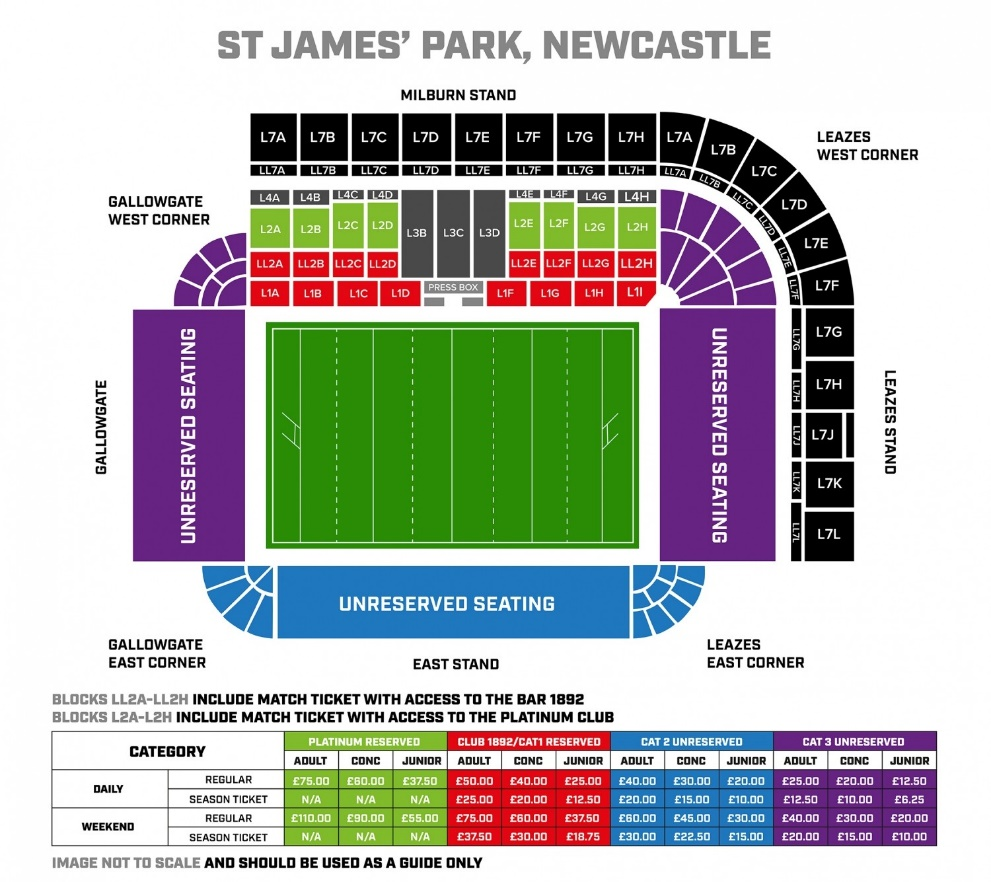 ST JAMES' PARK, NEWCASTLE
MILBURN STAND
L7A L7B L7C L7D L7E L7F L7G L7H L7A
L7B
L7C
L7D
L7E
L7F
LEAZES
WEST CORNER
LL7A LL7B LL7C LL7D LL7E LL7F LL7G LL7H LL7A
LL7B
LL7C
LL7D
LL7E
LL7F
GALLOWGATE
WEST CORNER
L4A L4B L4C L4D L4E L4F L4G L4H
L2A L2B L2C L2D L3B L3C L3D L2E L2F L2G L2H
LL2A LL2B LL2C LL2D LL2E LL2F LL2G LL2H
L1A L1B L1C L1D PRESS BOX L1F L1G L1H L1I
GALLOWGATE
UNRESERVED SEATING
UNRESERVED SEATING
LL7G L7G
LL7H L7H
LL7J L7J
LL7K L7K
LL7L L7L
LEAZES STAND
UNRESERVED SEATING
GALLOWGATE
EAST CORNER
EAST STAND
LEAZES
EAST CORNER
BLOCKS LL2A-LL2H INCLUDE MATCH TICKET WITH ACCESS TO THE BAR 1892
BLOCKS L2A-L2H INCLUDE MATCH TICKET WITH ACCESS TO THE PLATINUM CLUB
CATEGORY PLATINUM RESERVED CLUB 1892/CAT1 RESERVED CAT 2 UNRESERVED CAT 3 UNRESERVED
ADULT CONC JUNIOR ADULT CONC JUNIOR ADULT CONC JUNIOR ADULT CONC JUNIOR
DAILY REGULAR £75.00 £60.00 £37.50 £50.00 £40.00 £25.00 £40.00 £30.00 £20.00 £25.00 £20.00 £12.50
SEASON TICKET N/A N/A N/A £25.00 £20.00 £12.50 £20.00 £15.00 £10.00 £12.50 £10.00 £6.25
WEEKEND REGULAR £110.00 £90.00 £55.00 £75.00 £60.00 £37.50 £60.00 £45.00 £30.00 £40.00 £30.00 £20.00
SEASON TICKET N/A N/A N/A £37.50 £30.00 £18.75 £30.00 £22.50 £15.00 £20.00 £15.00 £10.00
IMAGE NOT TO SCALE AND SHOULD BE USED AS A GUIDE ONLY